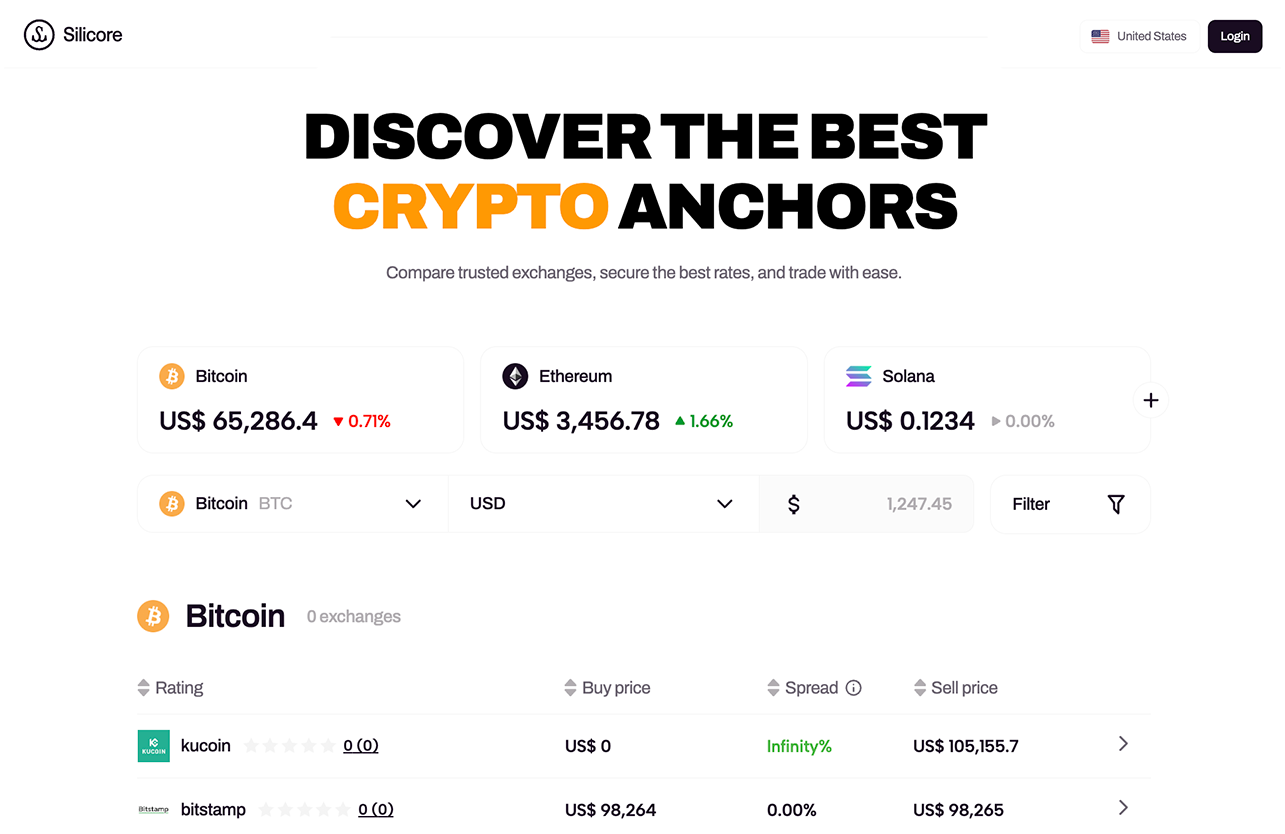 Silicore
United States
Login
DISCOVER THE BEST
CRYPTO ANCHORS
Compare trusted exchanges, secure the best rates, and trade with ease.
Bitcoin
US$ 65,286.4
0.71%
Ethereum
US$ 3,456.78
1.66%
Solana
US$ 0.1234
0.00%
+
Bitcoin BTC
USD
$
1,247.45
Filter
Bitcoin
0 exchanges
Rating
Buy price
Spread
Sell price
KUCOIN
kucoin
0 (0)
US$ 0
Infinity%
US$ 105,155.7
Bitstamp
bitstamp
0 (0)
US$ 98,264
0.00%
US$ 98,265